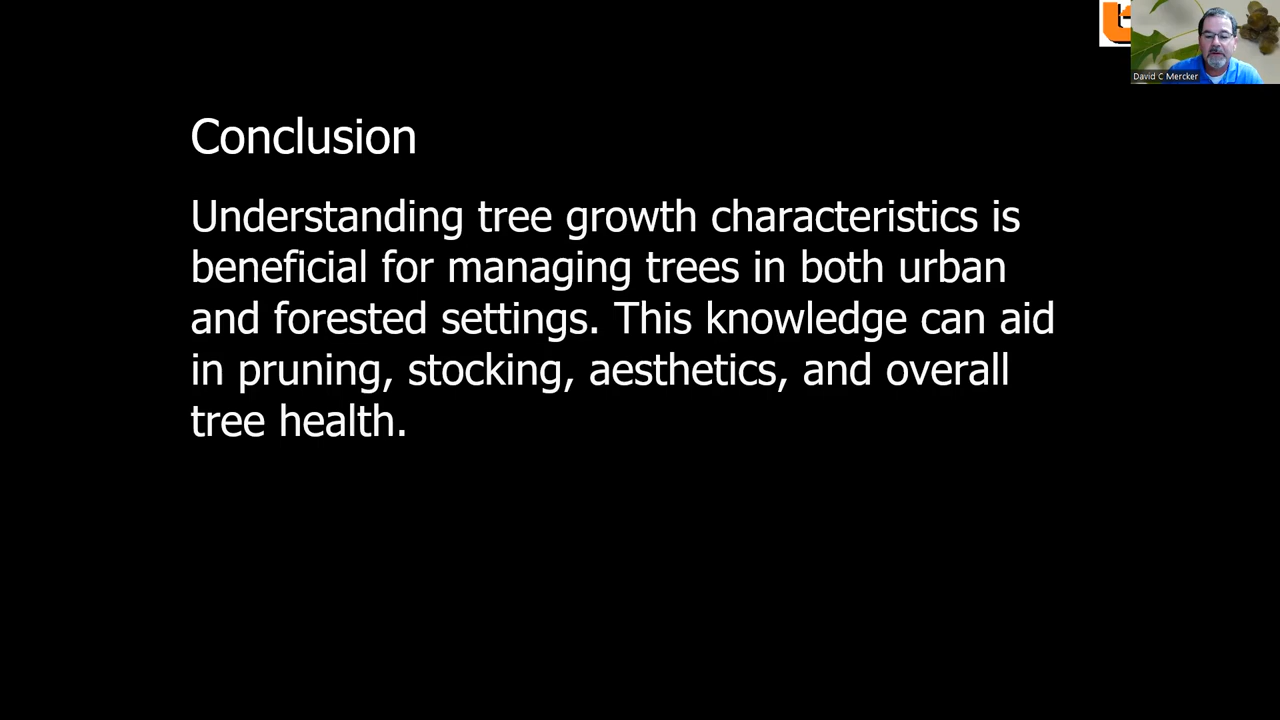 David C Mercker
Conclusion
Understanding tree growth characteristics is
beneficial for managing trees in both urban
and forested settings. This knowledge can aid
in pruning, stocking, aesthetics, and overall
tree health.